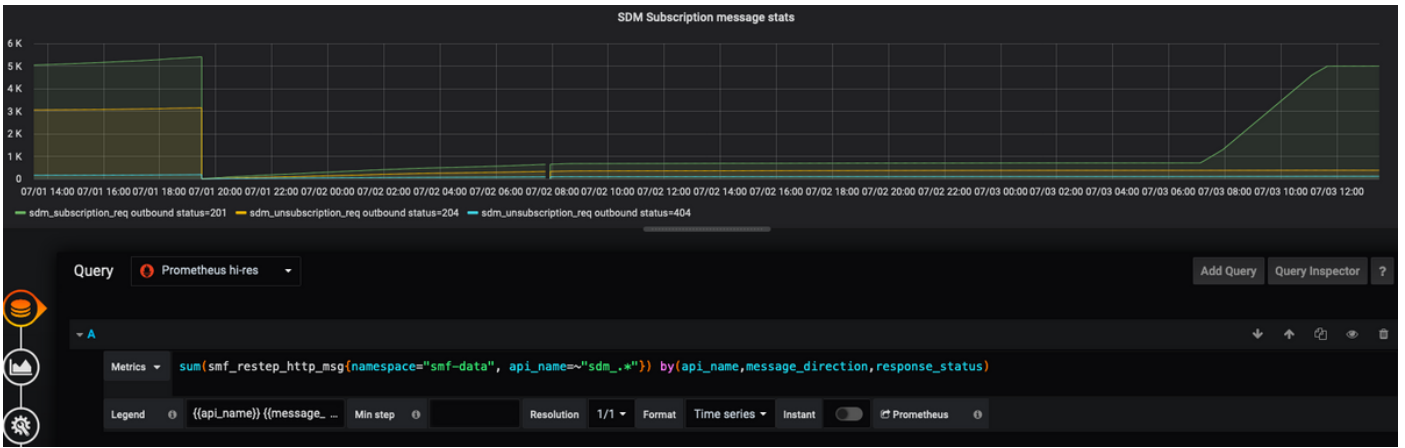 SDM Subscription message stats
6 K
5 K
4 K
3 K
2 K
1 K
0
07/01 14:00 07/01 16:00 07/01 18:00 07/01 20:00 07/01 22:00 07/02 00:00 07/02 02:00 07/02 04:00 07/02 06:00 07/02 08:00 07/02 10:00 07/02 12:00 07/02 14:00 07/02 16:00 07/02 18:00 07/02 20:00 07/02 22:00 07/03 00:00 07/03 02:00 07/03 04:00 07/03 06:00 07/03 08:00 07/03 10:00 07/03 12:00
sdm_subscription_req outbound status=201 sdm_unsubscription_req outbound status=204 sdm_unsubscription_req outbound status=404
Query Prometheus hi-res Add Query Query Inspector ?
A
Metrics sum(smf_restep_http_msg{namespace="smf-data", api_name=~"sdm_.*"}) by(api_name,message_direction,response_status)
Legend {{api_name}} {{message_ ... Min step Resolution 1/1 Format Time series Instant Prometheus